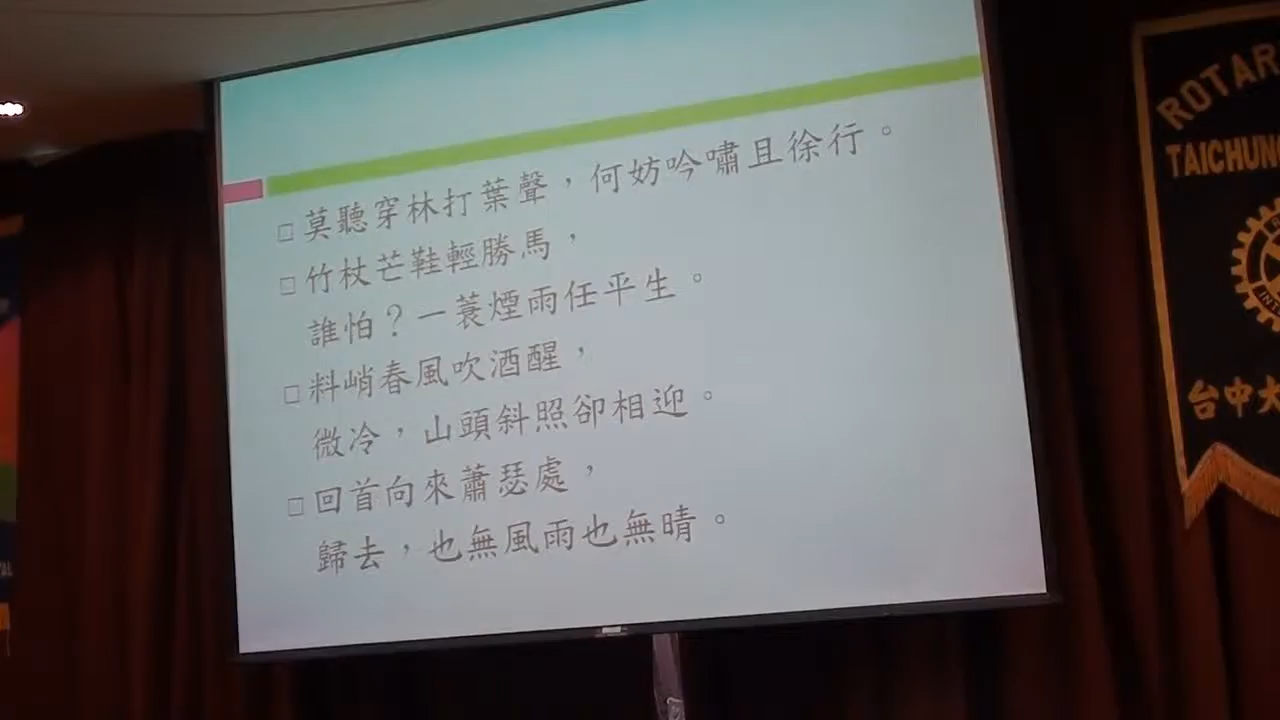 莫聽穿林打葉聲，何妨吟嘯且徐行。
竹杖芒鞋輕勝馬，
誰怕？一蓑煙雨任平生。
料峭春風吹酒醒，
微冷，山頭斜照卻相迎。
回首向來蕭瑟處，
歸去，也無風雨也無晴。
ROTAR
TAICHUNG
台中大